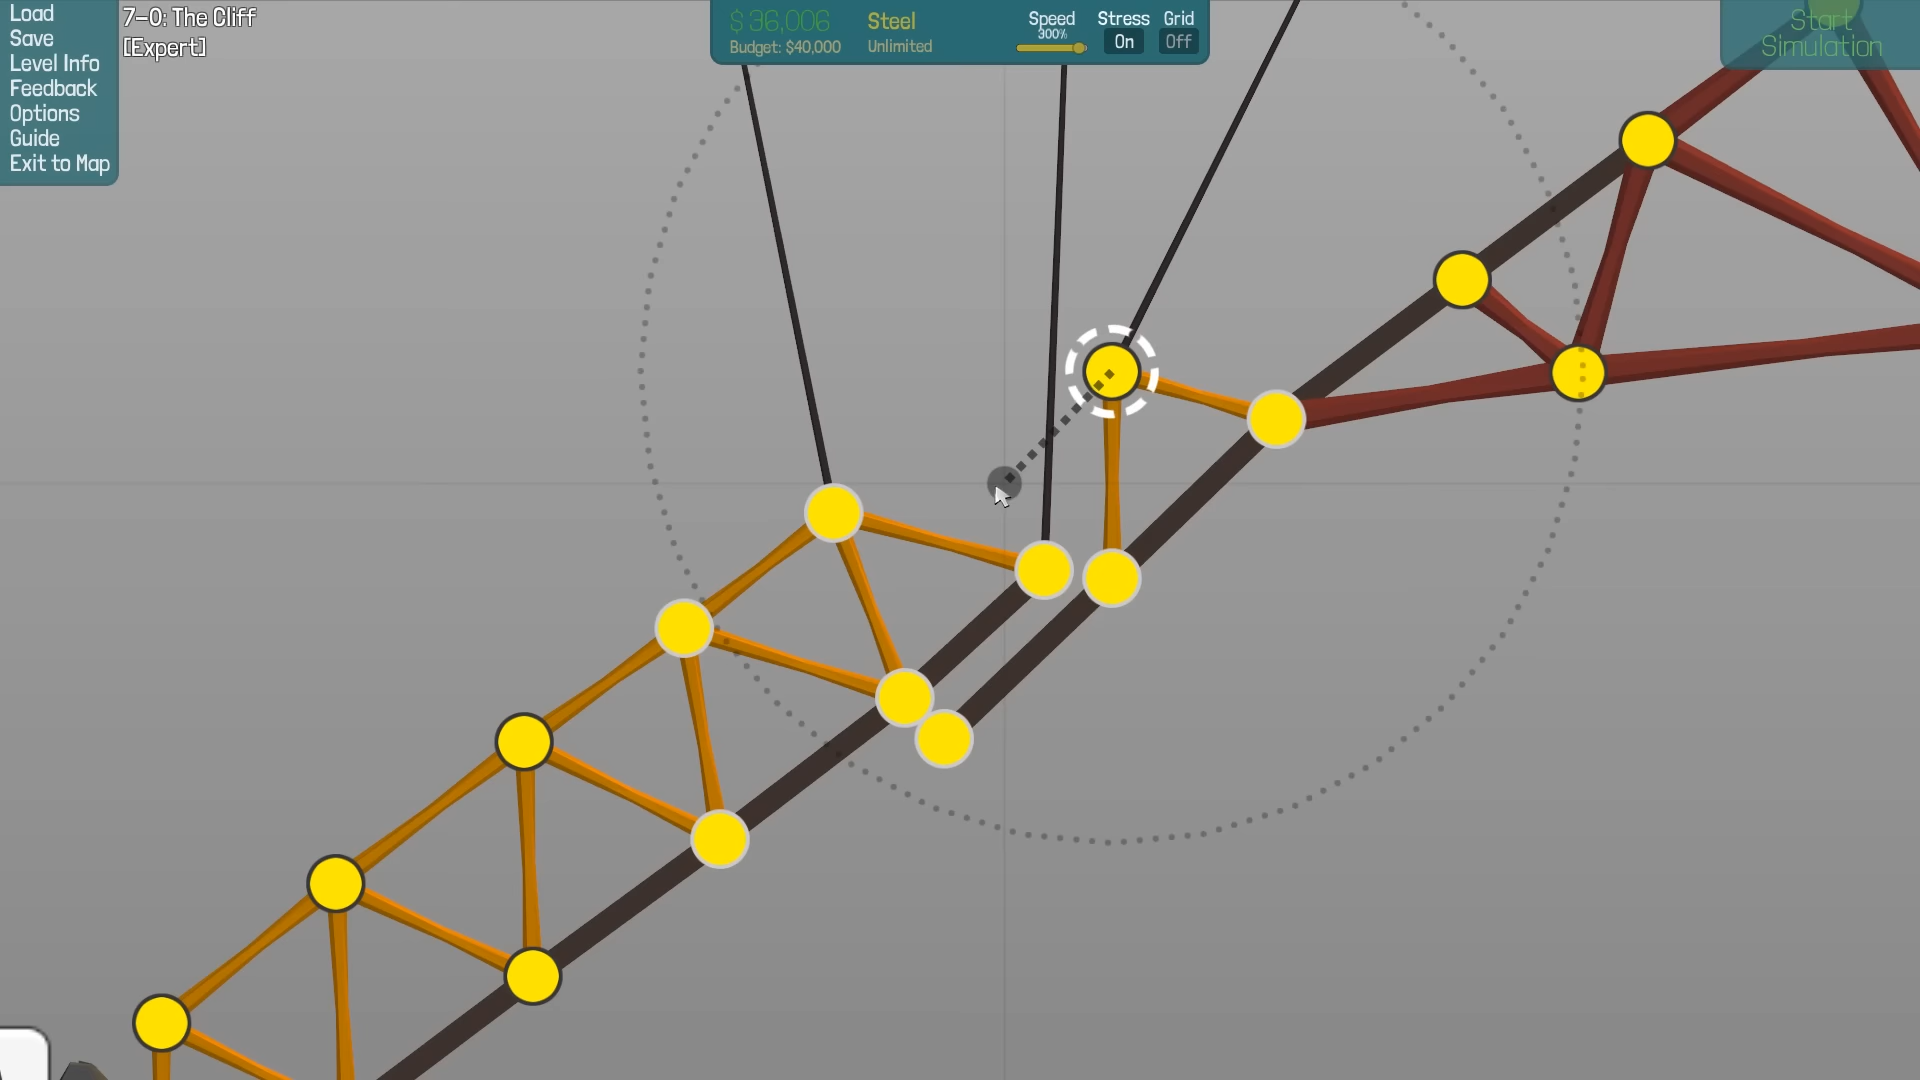 Load
Save
Level Info
Feedback
Options
Guide
Exit to Map
7-0: The Cliff
[Expert]
$ 36,006
Budget: $40,000
Steel
Unlimited
Speed
300%
Stress
On
Grid
Off
Start
Simulation